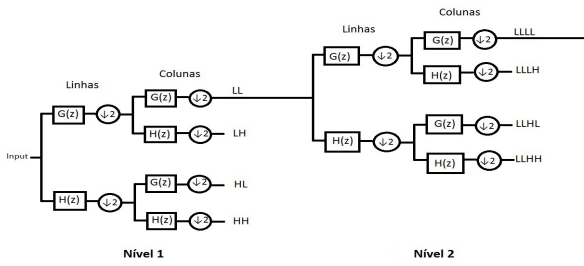 Colunas
Linhas
G(z) ↓2 LLLL
G(z) ↓2
H(z) ↓2 LLLH
Linhas Colunas
G(z) ↓2 LL
G(z) ↓2
H(z) ↓2 LH
G(z) ↓2 LLHL
H(z) ↓2
H(z) ↓2 LLHH
Input
G(z) ↓2 HL
H(z) ↓2
H(z) ↓2 HH
Nível 1 Nível 2